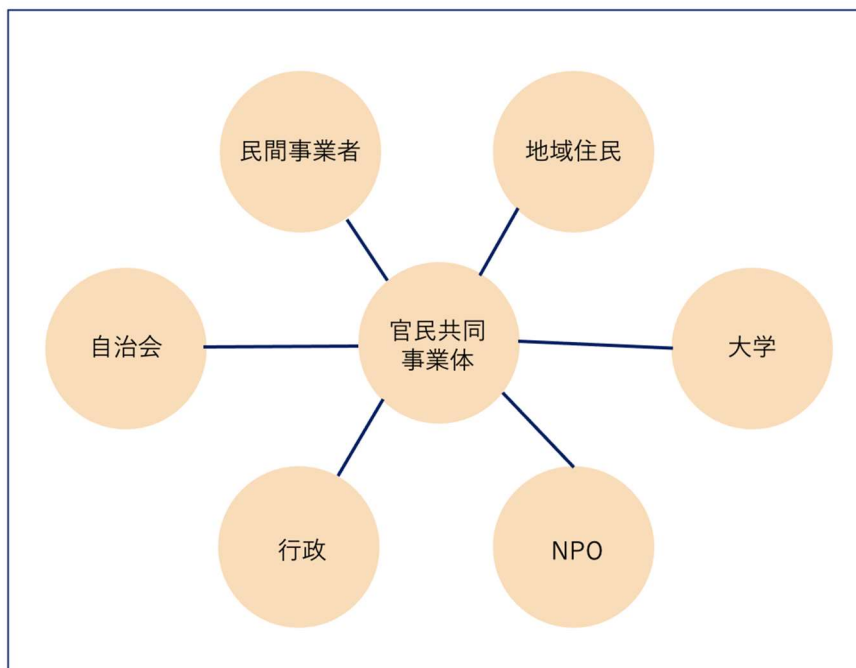 民間事業者
地域住民
自治会
官民共同
事業体
大学
行政
NPO